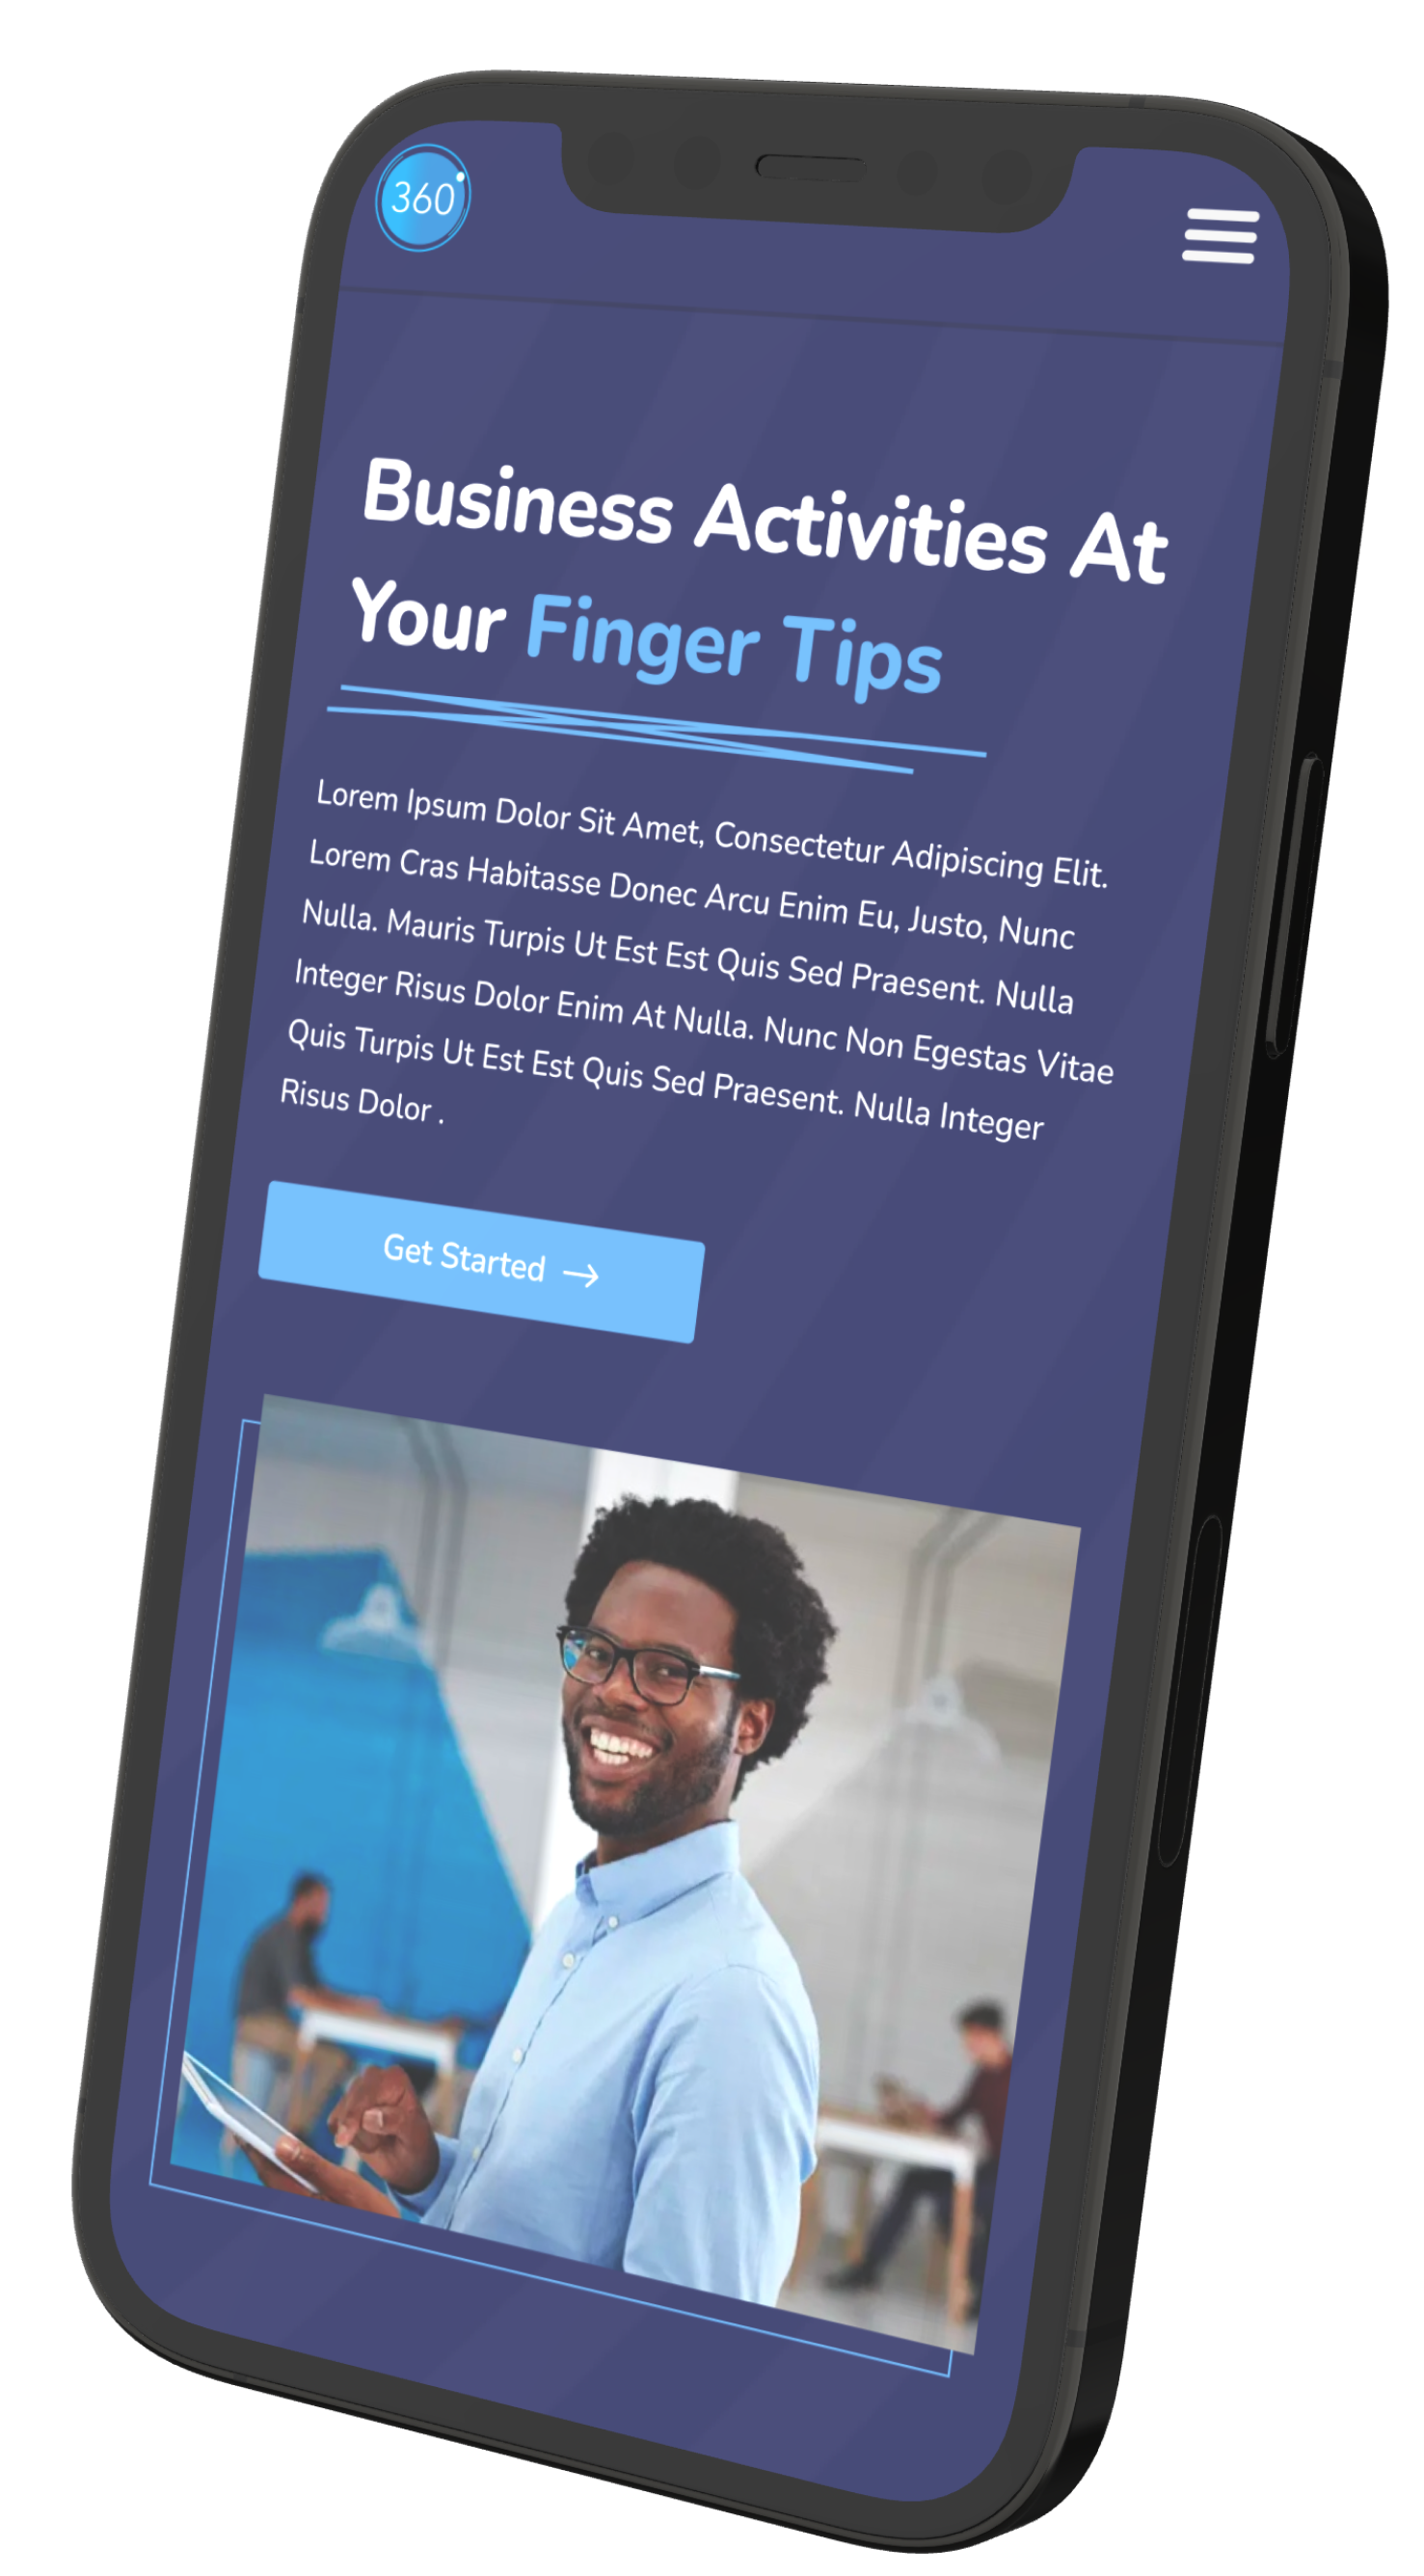 360
Business Activities At
Your Finger Tips
Lorem Ipsum Dolor Sit Amet, Consectetur Adipiscing Elit.
Lorem Cras Habitasse Donec Arcu Enim Eu, Justo, Nunc
Nulla. Mauris Turpis Ut Est Est Quis Sed Praesent. Nulla
Integer Risus Dolor Enim At Nulla. Nunc Non Egestas Vitae
Quis Turpis Ut Est Est Quis Sed Praesent. Nulla Integer
Risus Dolor .
Get Started →